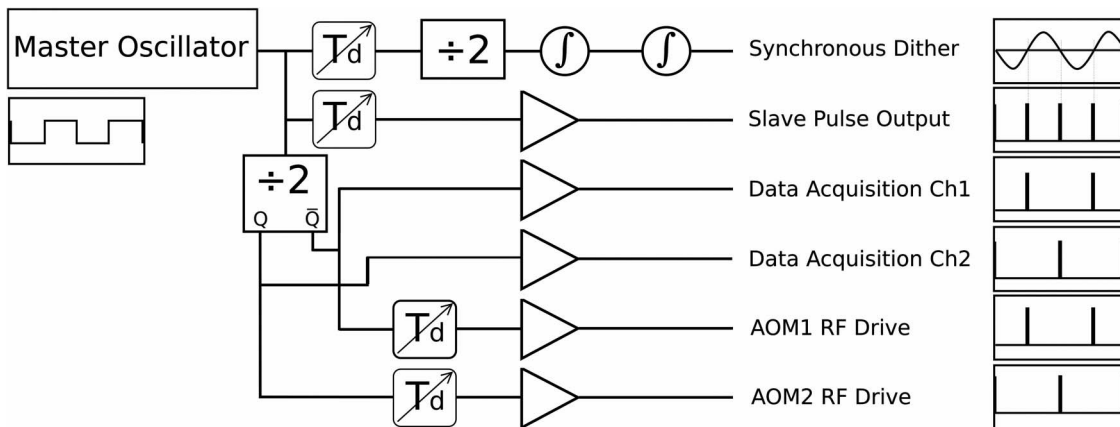 Master Oscillator
Td
÷2
∫
∫
Synchronous Dither
Td
Slave Pulse Output
÷2
Q
Q̅
Data Acquisition Ch1
Data Acquisition Ch2
Td
AOM1 RF Drive
Td
AOM2 RF Drive